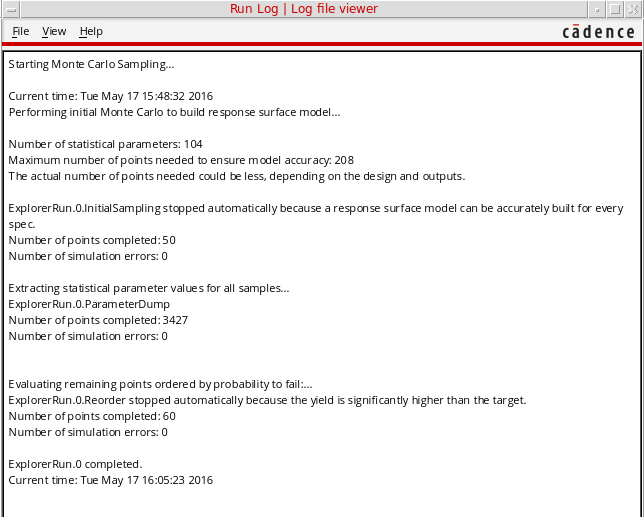 Run Log | Log file viewer
File View Help
cādence
Starting Monte Carlo Sampling...
Current time: Tue May 17 15:48:32 2016
Performing initial Monte Carlo to build response surface model...
Number of statistical parameters: 104
Maximum number of points needed to ensure model accuracy: 208
The actual number of points needed could be less, depending on the design and outputs.
ExplorerRun.0.InitialSampling stopped automatically because a response surface model can be accurately built for every
spec.
Number of points completed: 50
Number of simulation errors: 0
Extracting statistical parameter values for all samples...
ExplorerRun.0.ParameterDump
Number of points completed: 3427
Number of simulation errors: 0
Evaluating remaining points ordered by probability to fail:...
ExplorerRun.0.Reorder stopped automatically because the yield is significantly higher than the target.
Number of points completed: 60
Number of simulation errors: 0
ExplorerRun.0 completed.
Current time: Tue May 17 16:05:23 2016